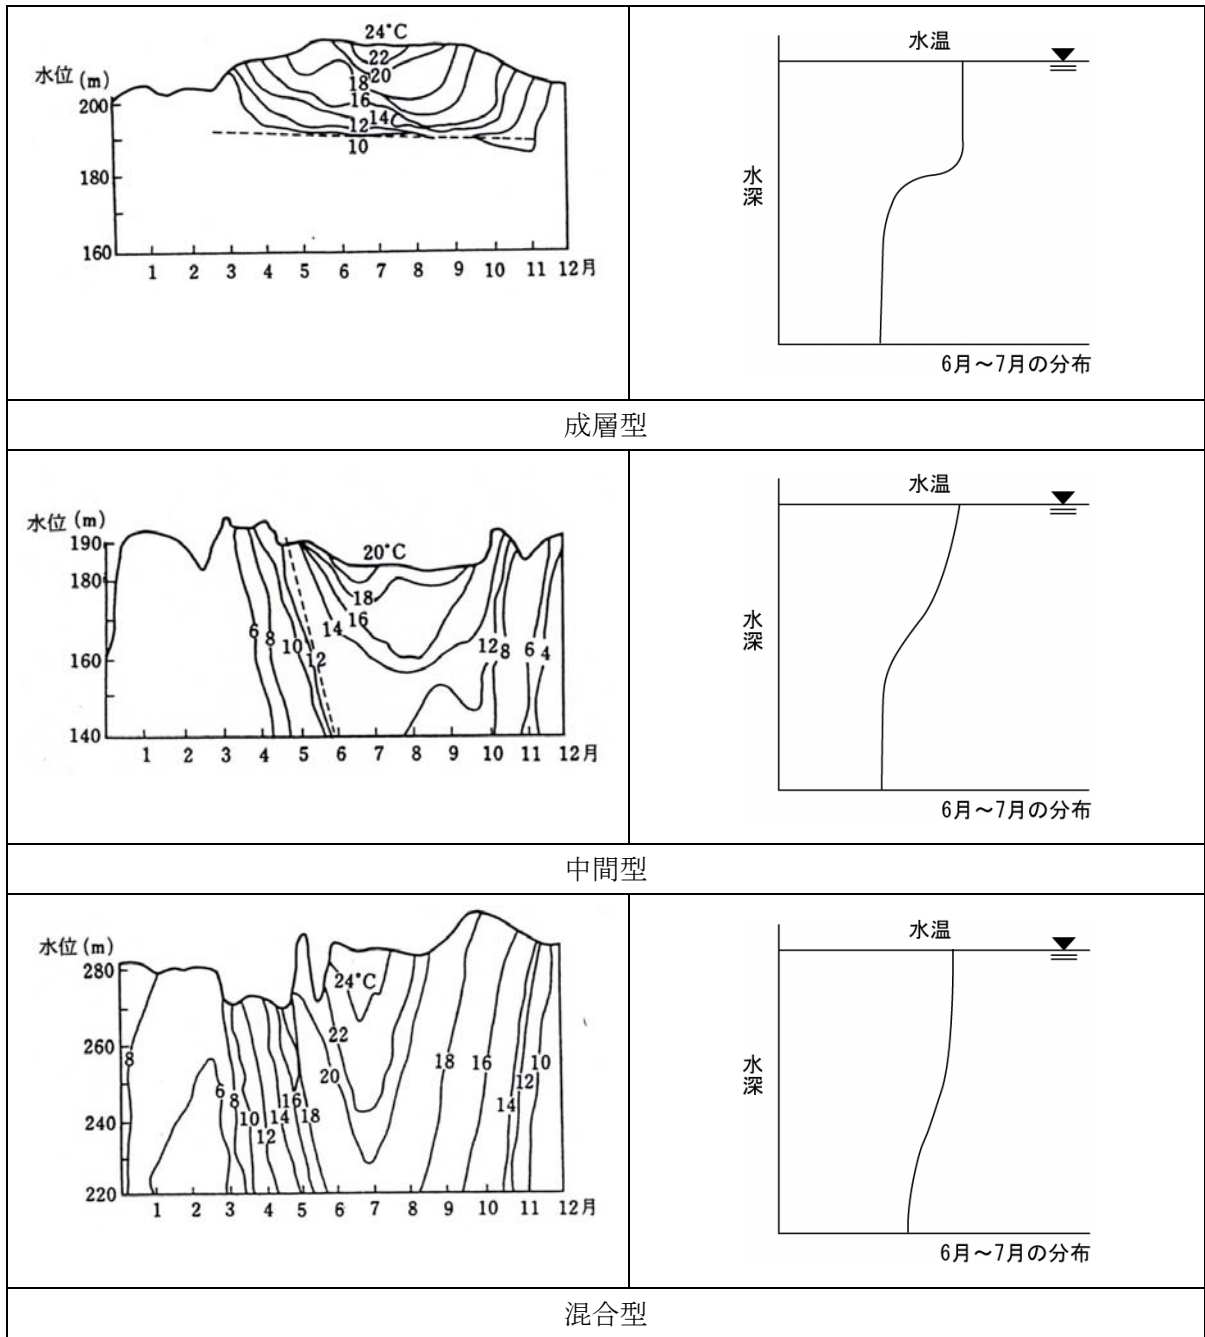 24°C
水位(m)
22
20
18
16
14
12
10
200
180
160
1 2 3 4 5 6 7 8 9 10 11 12月
水温
水深
6月～7月の分布
成層型
水位(m)
190
180
160
140
20°C
18
16
14
6 8 10 12
12 8 6 4
1 2 3 4 5 6 7 8 9 10 11 12月
水温
水深
6月～7月の分布
中間型
水位(m)
280
260
240
220
24°C
22
20
8
6 8 10 12 14 16 18
18 16 14 12 10
1 2 3 4 5 6 7 8 9 10 11 12月
水温
水深
6月～7月の分布
混合型